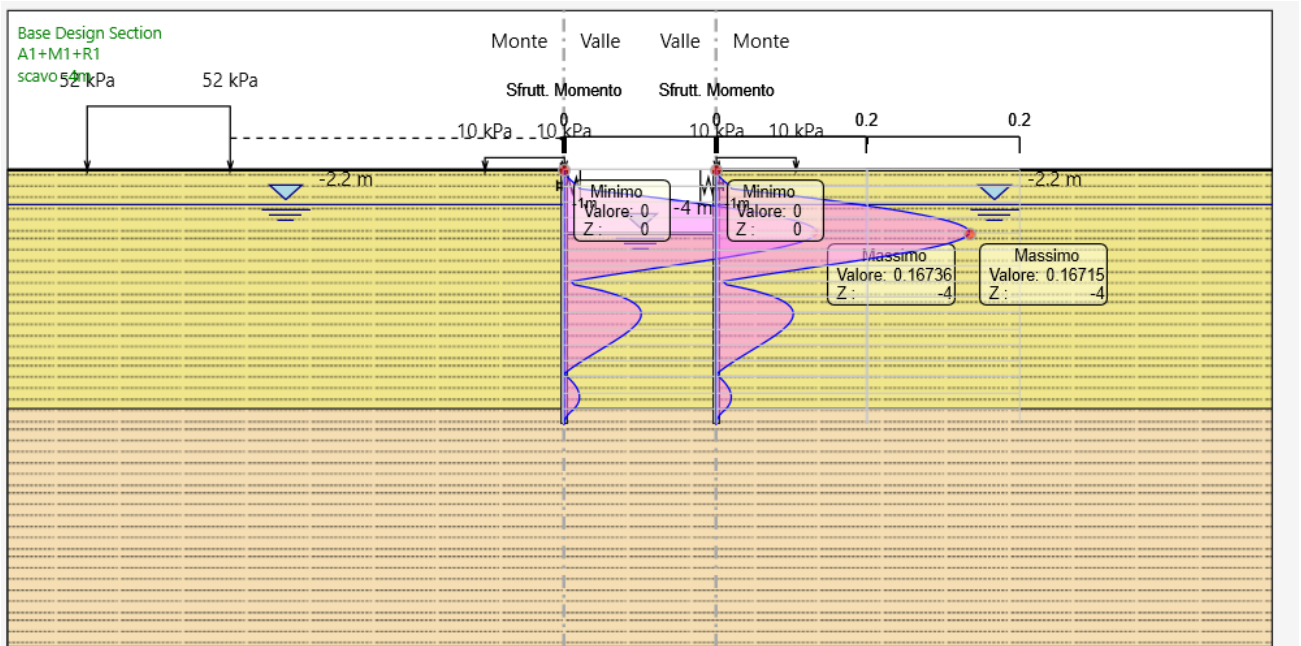 Base Design Section
A1+M1+R1
scavo -4m
52 kPa
52 kPa
Monte
Valle
Valle
Monte
Sfrutt. Momento
Sfrutt. Momento
0
0
0.2
0.2
10 kPa
10 kPa
10 kPa
10 kPa
-2.2 m
-2.2 m
Minimo
Valore: 0
Z : 0
-1m
-4 m
Minimo
Valore: 0
Z : 0
-1m
Massimo
Valore: 0.16736
Z : -4
Massimo
Valore: 0.16715
Z : -4